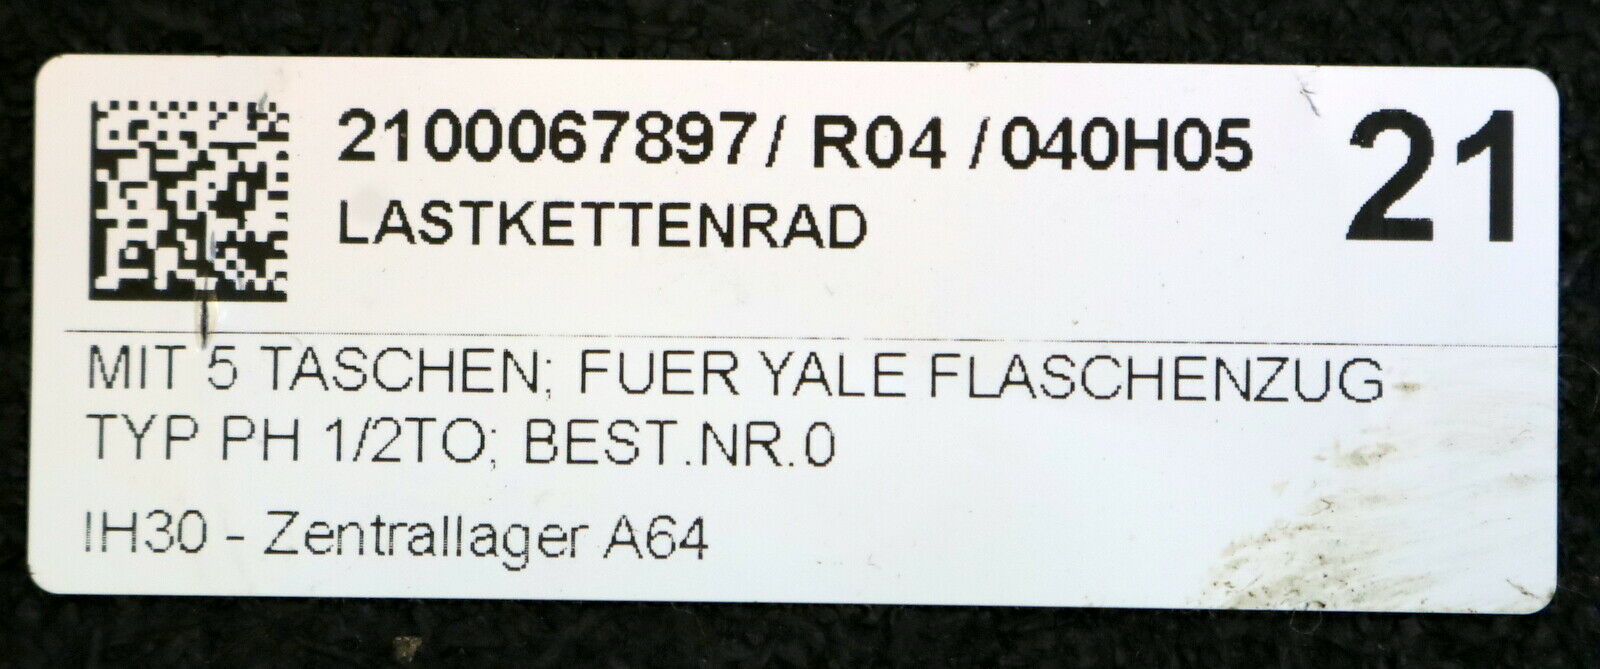 2100067897/ R04 /040H05 21
LASTKETTENRAD
MIT 5 TASCHEN; FUER YALE FLASCHENZUG
TYP PH 1/2TO; BEST.NR.0
IH30 - Zentrallager A64